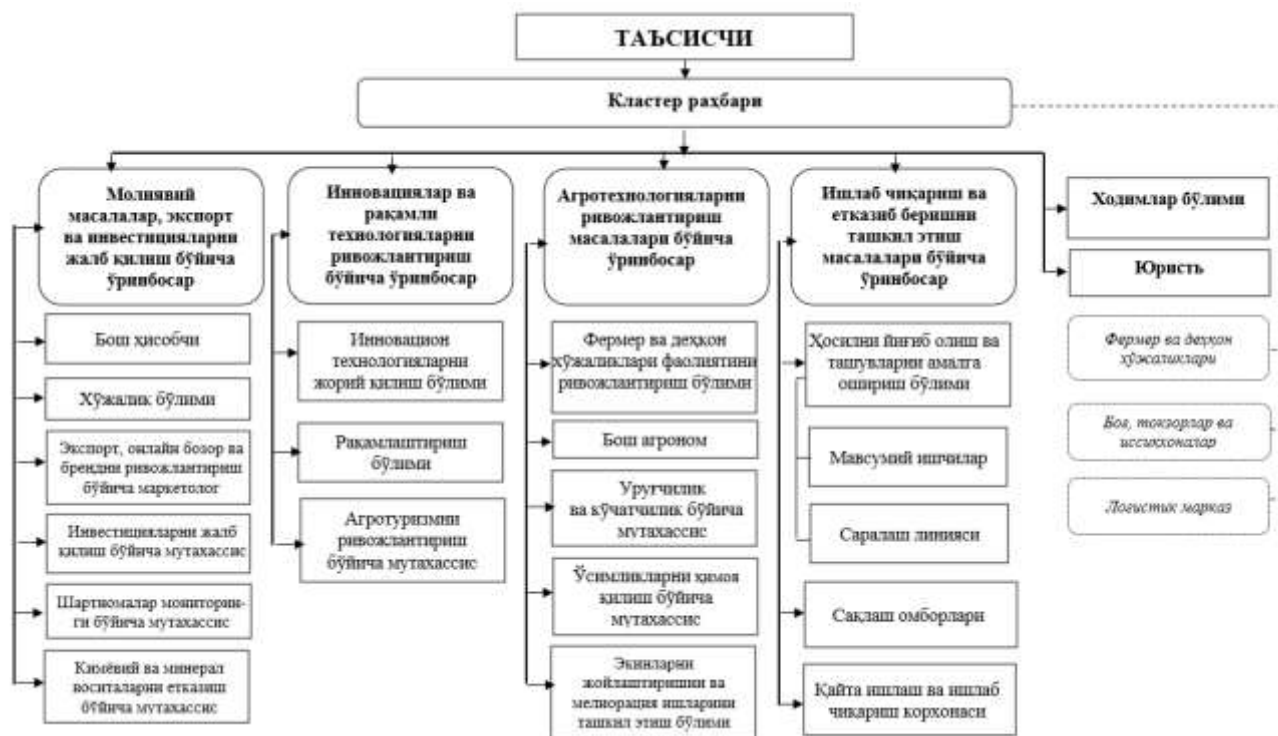 ТАЪСИСЧИ
Кластер раҳбари
Молиявий
масалалар, экспорт
ва инвестицияларни
жалб қилиш бўйича
ўринбосар
Бош ҳисобчи
Хўжалик бўлими
Экспорт, онлайн бозор ва
брендни ривожлантириш
бўйича маркетолог
Инвестицияларни жалб
қилиш бўйича мутахассис
Шартномалар мониторин-
ги бўйича мутахассис
Кимёвий ва минерал
воситаларни етказиш
бўйича мутахассис
Инновациялар ва
рақамли
технологияларни
ривожлантириш
бўйича ўринбосар
Инновацион
технологияларни
жорий қилиш бўлими
Рақамлаштириш
бўлими
Агротуризмни
ривожлантириш
бўйича мутахассис
Агротехнологияларни
ривожлантириш
масалалари бўйича
ўринбосар
Фермер ва деҳқон
хўжаликлари фаолиятини
ривожлантириш бўлими
Бош агроном
Уруғчилик
ва кўчатчилик бўйича
мутахассис
Ўсимликларни ҳимоя
қилиш бўйича
мутахассис
Экинларни
жойлаштиришни ва
мелиорация ишларини
ташкил этиш бўлими
Ишлаб чиқариш ва
етказиб беришни
ташкил этиш
масалалари бўйича
ўринбосар
Ҳосилни йиғиб олиш ва
ташувларни амалга
ошириш бўлими
Мавсумий ишчилар
Саралаш линияси
Сақлаш омборлари
Қайта ишлаш ва ишлаб
чиқариш корхонаси
Ходимлар бўлими
Юристь
Фермер ва деҳқон
хўжаликлари
Боғ, токзорлар ва
иссиқхоналар
Логистик марказ